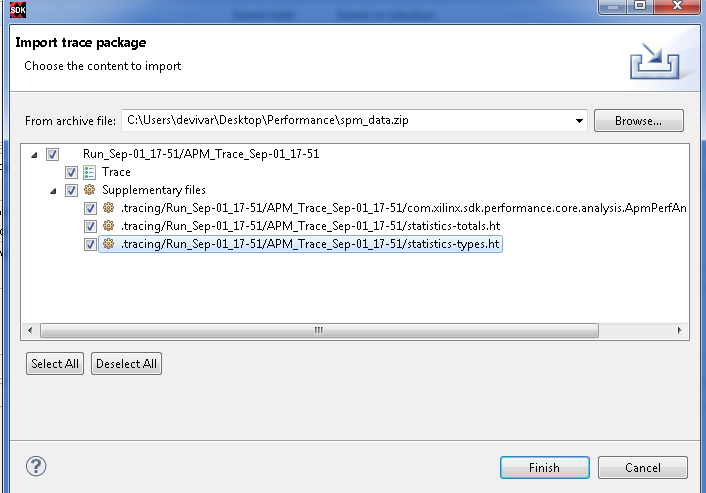 SDK
Import trace package
Choose the content to import
From archive file: C:\Users\devivar\Desktop\Performance\spm_data.zip Browse...
Run_Sep-01_17-51/APM_Trace_Sep-01_17-51
Trace
Supplementary files
.tracing/Run_Sep-01_17-51/APM_Trace_Sep-01_17-51/com.xilinx.sdk.performance.core.analysis.ApmPerfAn
.tracing/Run_Sep-01_17-51/APM_Trace_Sep-01_17-51/statistics-totals.ht
.tracing/Run_Sep-01_17-51/APM_Trace_Sep-01_17-51/statistics-types.ht
Select All Deselect All
? Finish Cancel